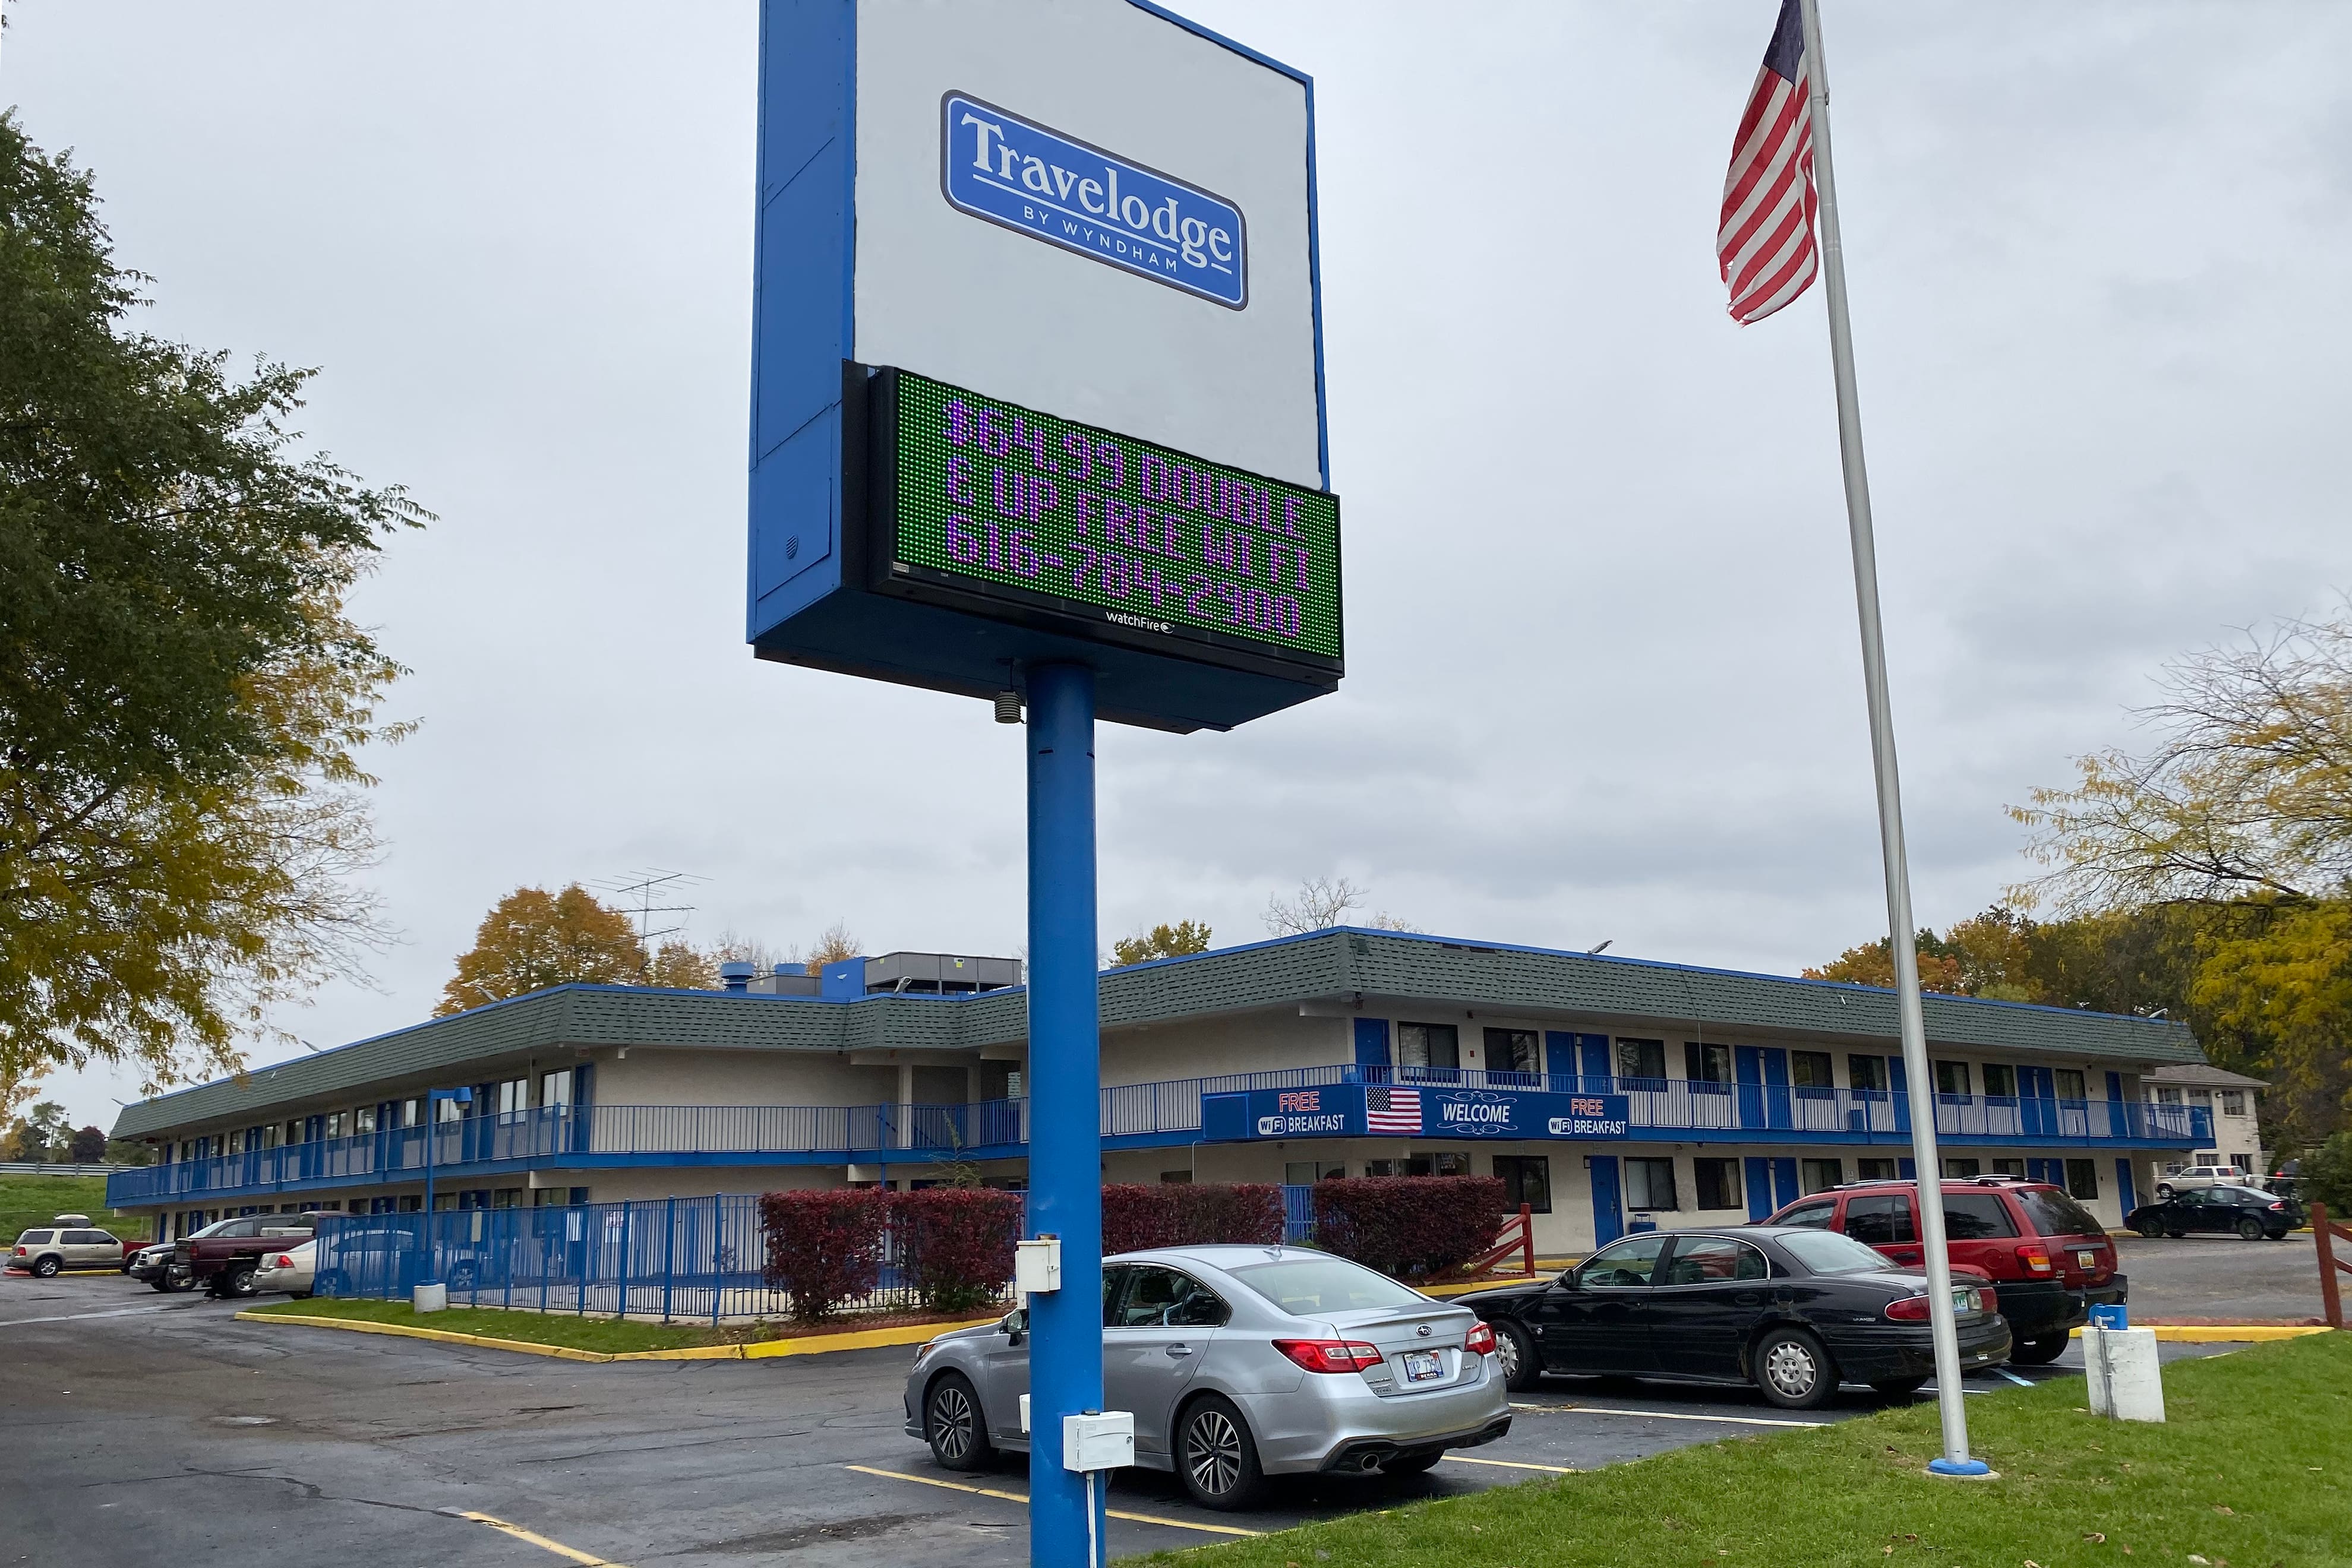 Travelodge
BY WYNDHAM
$64.99 DOUBLE
& UP FREE WI FI
616-784-2900
watchFire
FREE
WiFi BREAKFAST
WELCOME
FREE
WiFi BREAKFAST